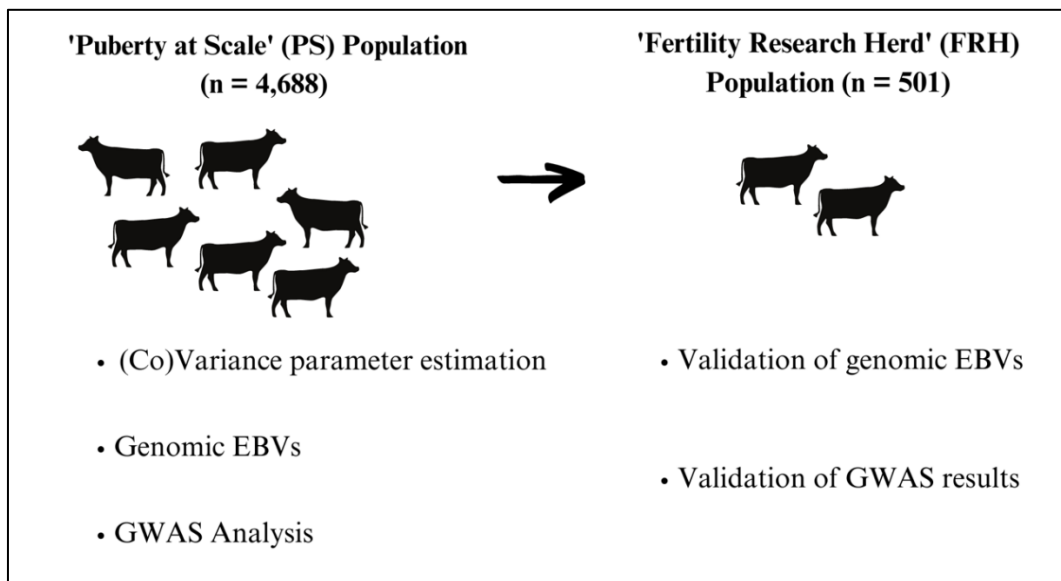 'Puberty at Scale' (PS) Population
(n = 4,688)
'Fertility Research Herd' (FRH)
Population (n = 501)
• (Co)Variance parameter estimation
• Genomic EBVs
• GWAS Analysis
• Validation of genomic EBVs
• Validation of GWAS results